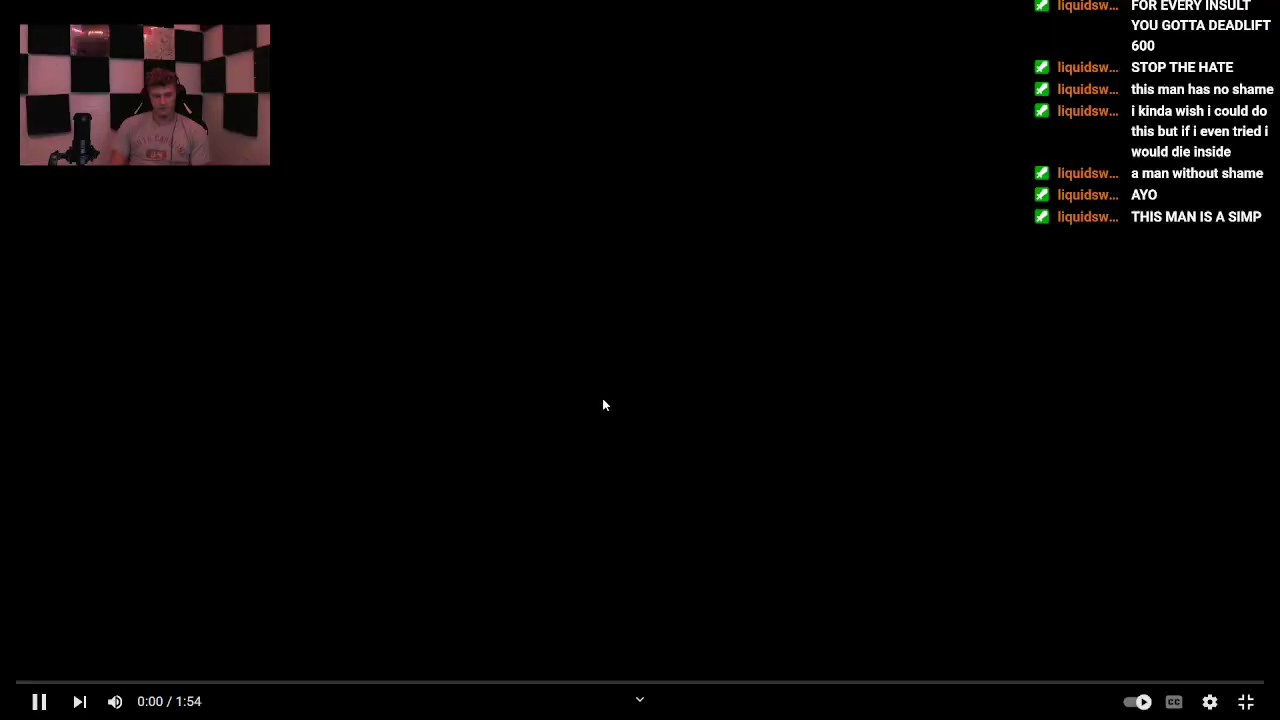 liquidsw... FOR EVERY INSULT
YOU GOTTA DEADLIFT
600
liquidsw... STOP THE HATE
liquidsw... this man has no shame
liquidsw... i kinda wish i could do
this but if i even tried i
would die inside
liquidsw... a man without shame
liquidsw... AYO
liquidsw... THIS MAN IS A SIMP
0:00 / 1:54
CC